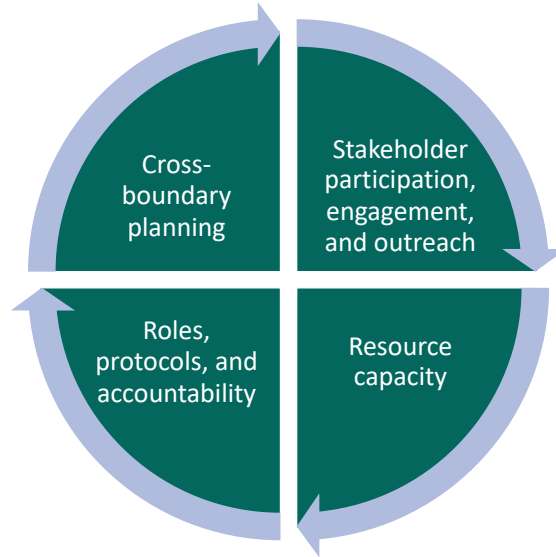 Cross-
boundary
planning
Stakeholder
participation,
engagement,
and outreach
Roles,
protocols, and
accountability
Resource
capacity